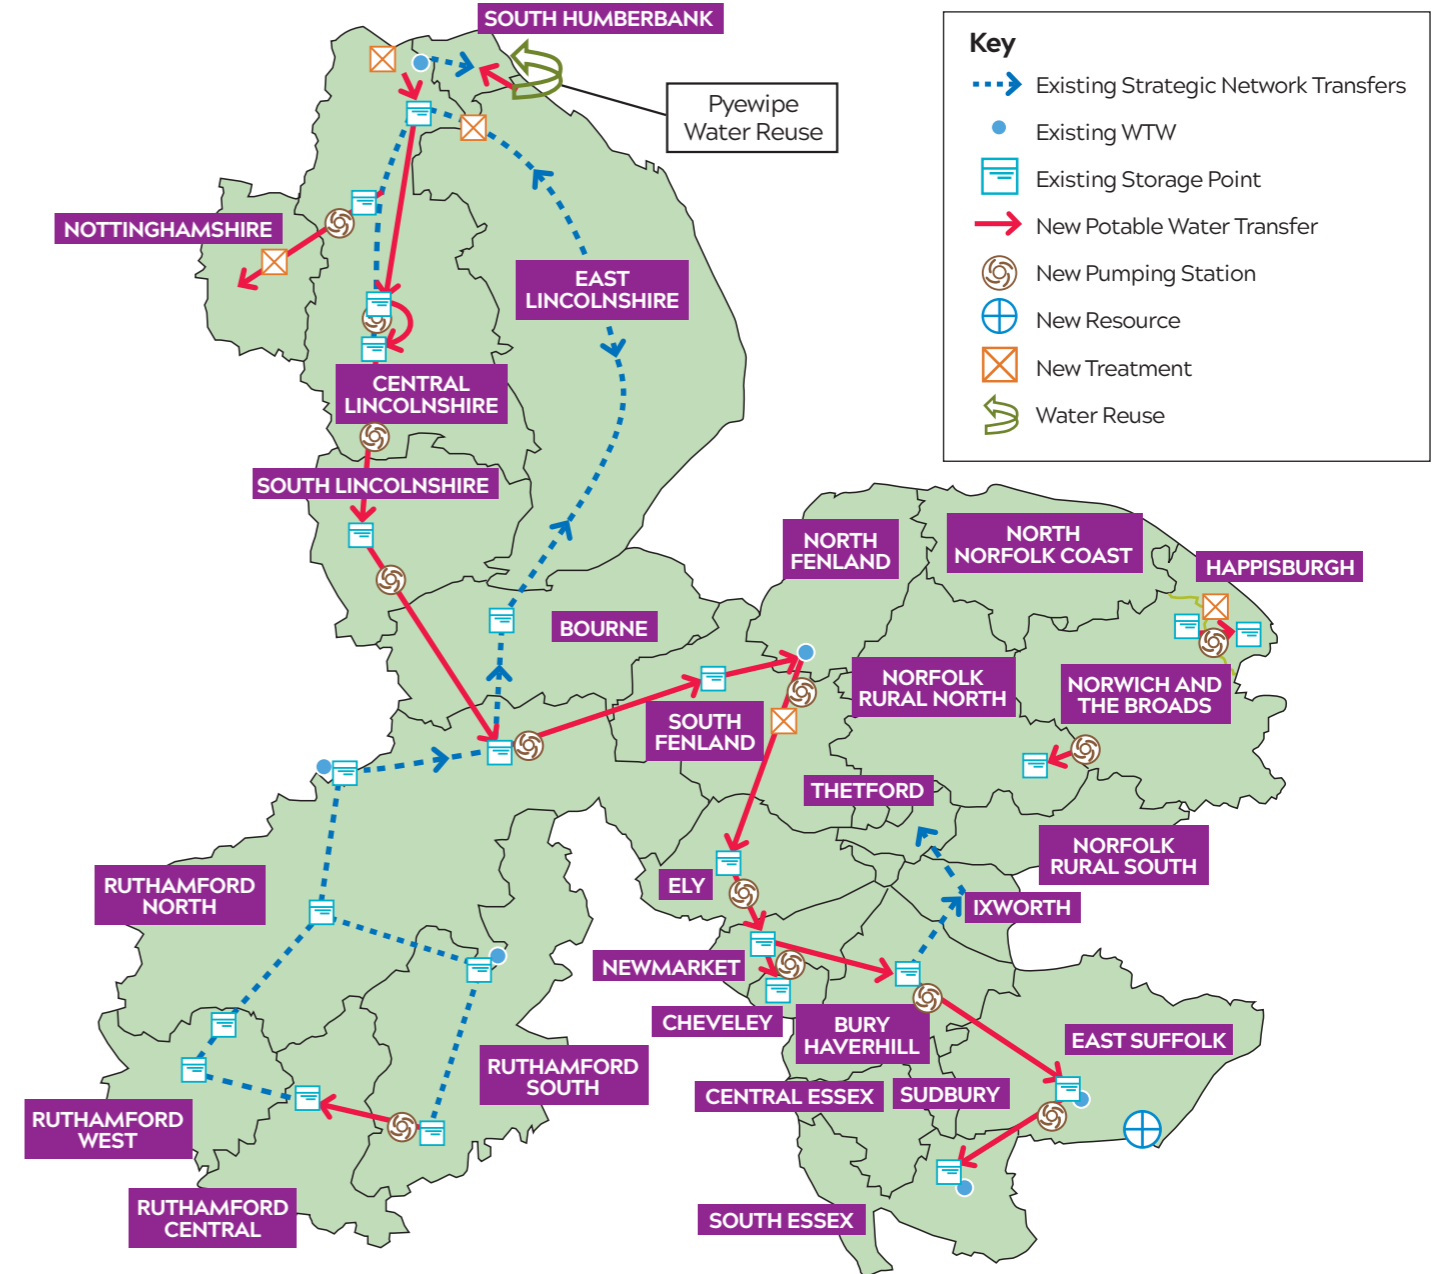 SOUTH HUMBERBANK
Pyewipe
Water Reuse
Key
Existing Strategic Network Transfers
Existing WTW
Existing Storage Point
New Potable Water Transfer
New Pumping Station
New Resource
New Treatment
Water Reuse
NOTTINGHAMSHIRE
EAST
LINCOLNSHIRE
CENTRAL
LINCOLNSHIRE
SOUTH LINCOLNSHIRE
NORTH
FENLAND
NORTH
NORFOLK COAST
HAPPISBURGH
BOURNE
NORFOLK
RURAL NORTH
NORWICH AND
THE BROADS
SOUTH
FENLAND
THETFORD
NORFOLK
RURAL SOUTH
RUTHAMFORD
NORTH
ELY
IXWORTH
NEWMARKET
CHEVELEY
BURY
HAVERHILL
EAST SUFFOLK
RUTHAMFORD
SOUTH
CENTRAL ESSEX
SUDBURY
RUTHAMFORD
WEST
RUTHAMFORD
CENTRAL
SOUTH ESSEX